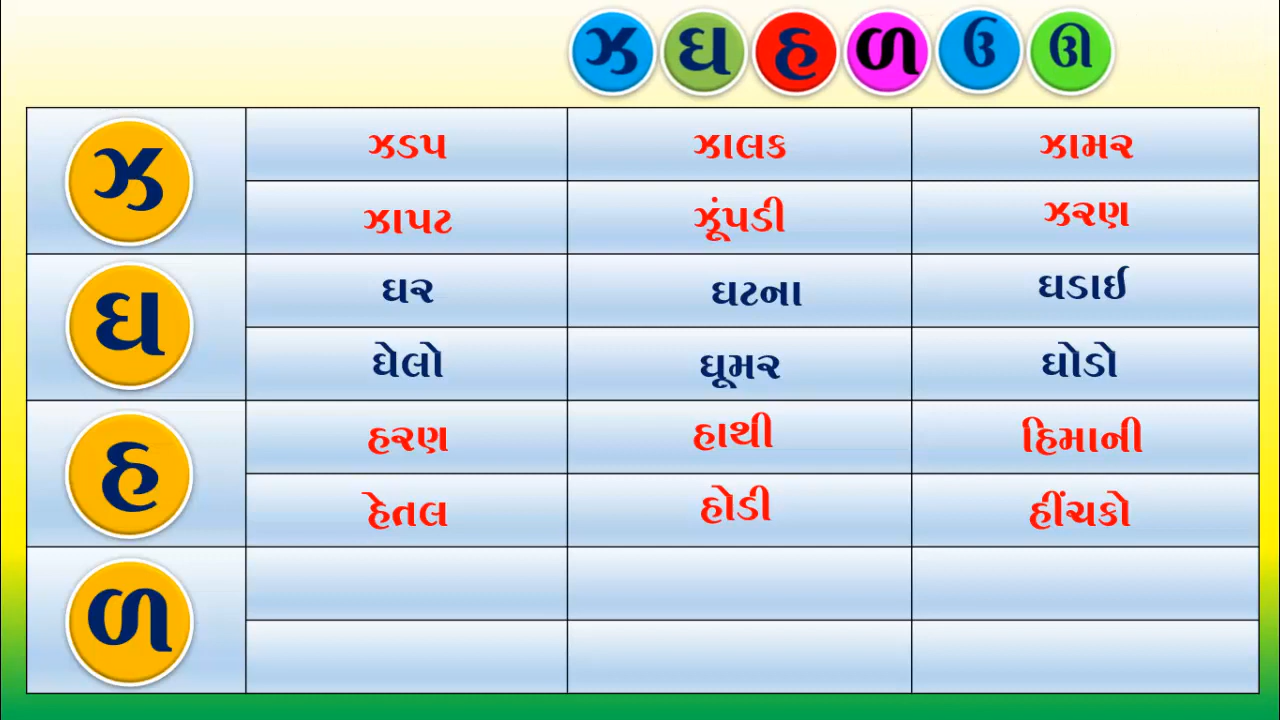 ઝ ઘ હ ળ ઉ ઊ
ઝ
ઝડપ ઝાલક ઝામર
ઝાપટ ઝૂંપડી ઝરણ
ઘ
ઘર ઘટના ઘડાઈ
ઘેલો ઘૂમર ઘોડો
હ
હરણ હાથી હિમાની
હેતલ હોડી હીંચકો
ળ